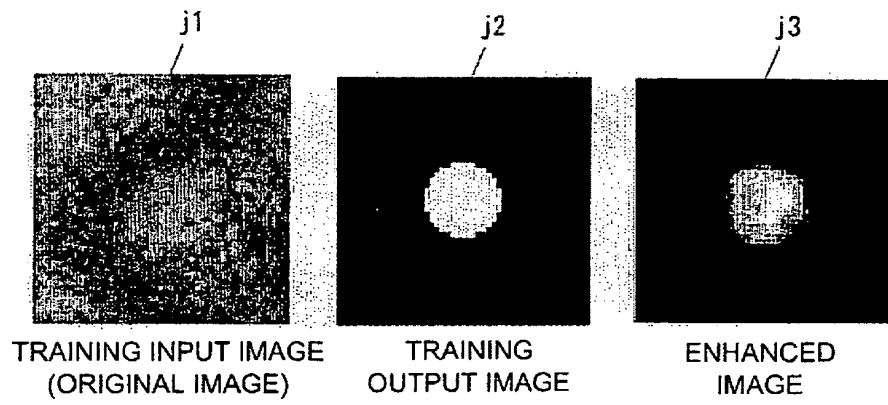 j1
j2
j3
TRAINING INPUT IMAGE
(ORIGINAL IMAGE)
TRAINING
OUTPUT IMAGE
ENHANCED
IMAGE